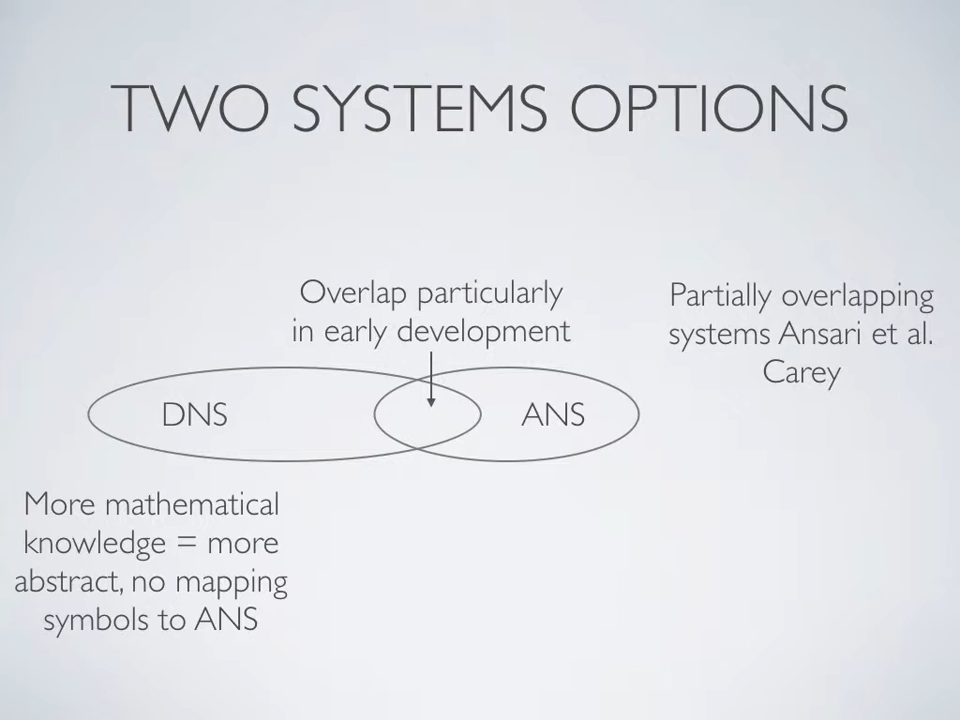 TWO SYSTEMS OPTIONS
Overlap particularly
in early development
Partially overlapping
systems Ansari et al.
Carey
DNS
ANS
More mathematical
knowledge = more
abstract, no mapping
symbols to ANS